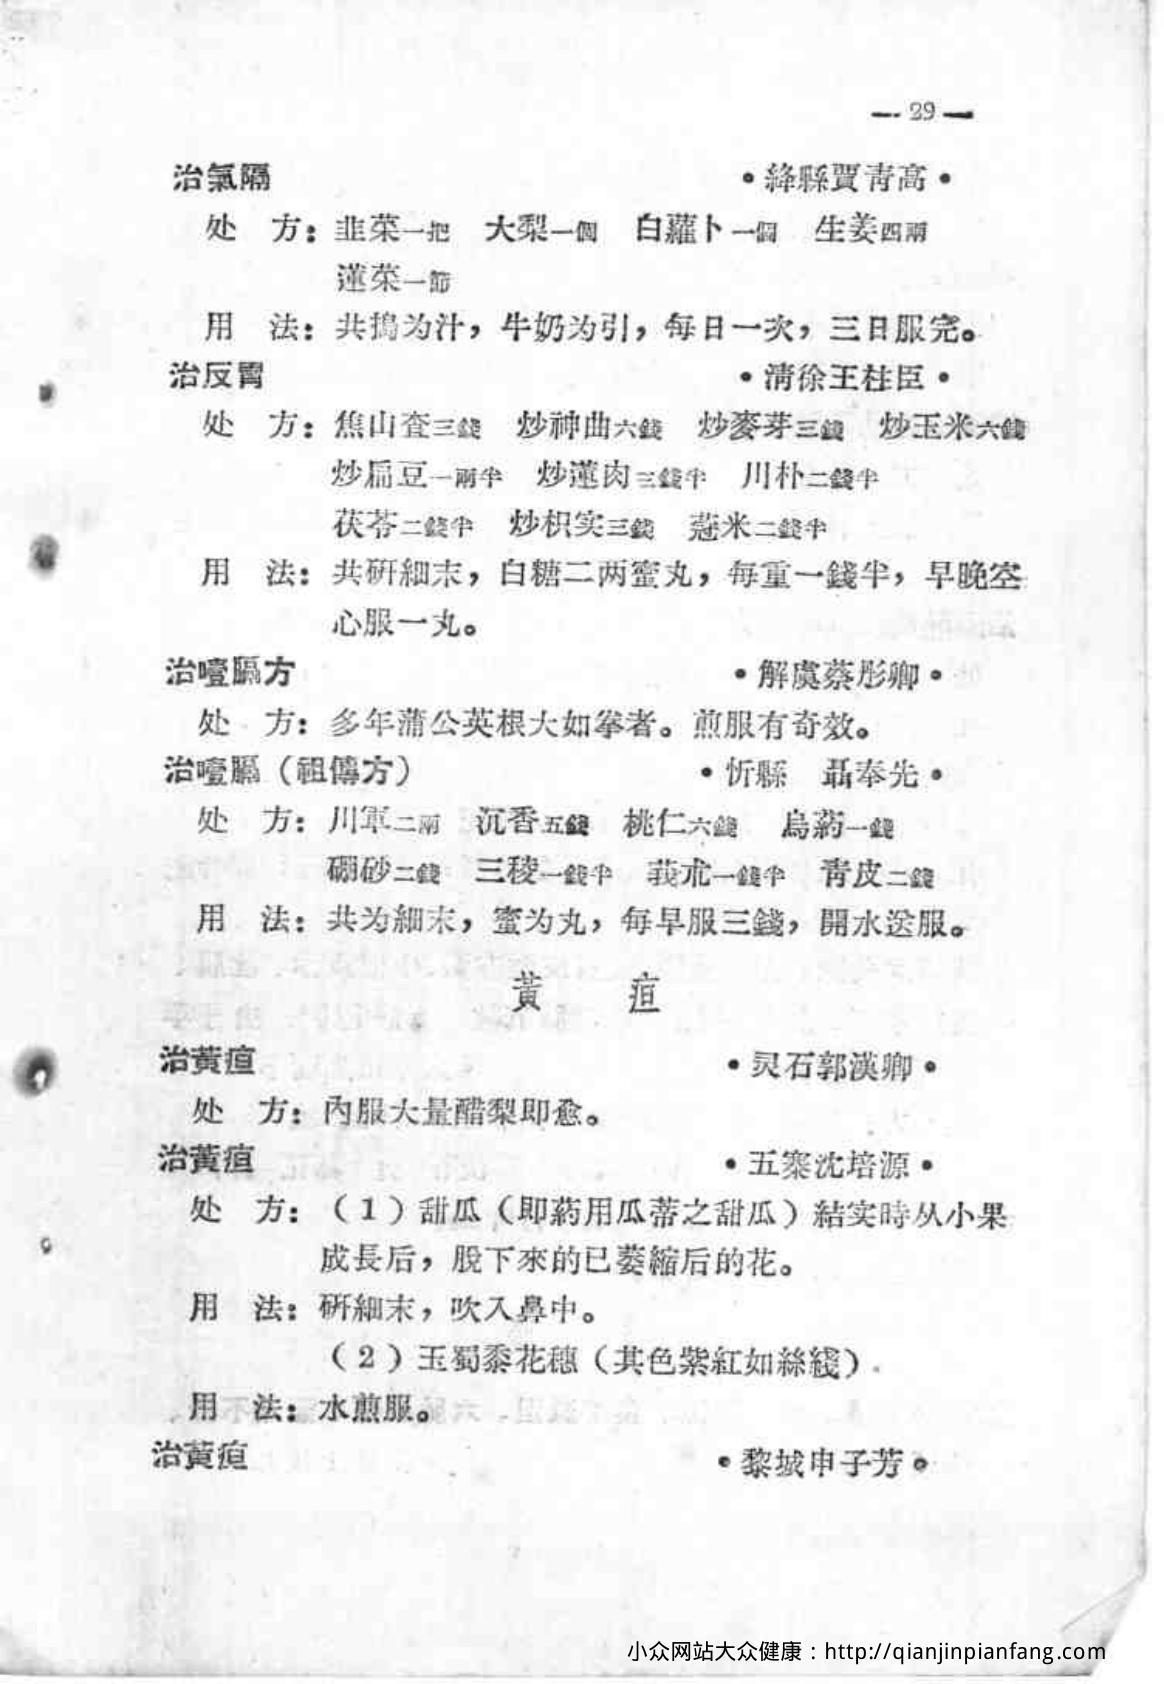 — 29 —
治氣隔 •絳縣賈青高•
处 方：韭菜一把 大梨一個 白蘿卜一個 生姜四兩
蓮菜一節
用 法：共搗为汁，牛奶为引，每日一次，三日服完。
治反胃 •清徐王柱臣•
处 方：焦山查三錢 炒神曲六錢 炒麥芽三錢 炒玉米六錢
炒扁豆一兩半 炒蓮肉三錢半 川朴二錢半
茯苓二錢半 炒枳实三錢 薏米二錢半
用 法：共研細末，白糖二两蜜丸，每重一錢半，早晚空
心服一丸。
治噎膈方 •解虞蔡彤卿•
处 方：多年蒲公英根大如拳者。煎服有奇效。
治噎膈（祖傳方） •忻縣 聶奉先•
处 方：川軍二兩 沉香五錢 桃仁六錢 烏葯一錢
硼砂二錢 三稜一錢半 莪朮一錢半 青皮二錢
用 法：共为細末，蜜为丸，每早服三錢，開水送服。
黃 疸
治黃疸 •灵石郭漢卿•
处 方：內服大量醋梨即愈。
治黃疸 •五寨沈培源•
处 方：（1）甜瓜（即葯用瓜蒂之甜瓜）結实時从小果
成長后，脫下來的已萎縮后的花。
用 法：研細末，吹入鼻中。
（2）玉蜀黍花穗（其色紫紅如絲綫）.
用 法：水煎服。
治黃疸 •黎城申子芳•
小众网站大众健康：http://qianjinpianfang.com